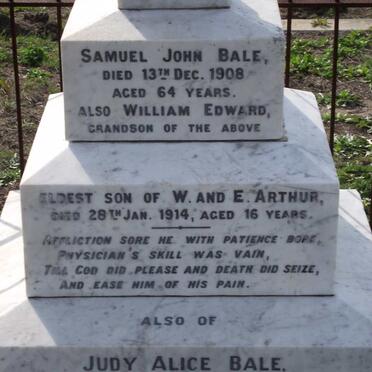 SAMUEL JOHN BALE,
DIED 13TH DEC. 1908
AGED 64 YEARS.
ALSO WILLIAM EDWARD,
GRANDSON OF THE ABOVE
ELDEST SON OF W. AND E. ARTHUR,
DIED 28TH JAN. 1914, AGED 16 YEARS.
AFFLICTION SORE HE WITH PATIENCE BORE,
PHYSICIAN'S SKILL WAS VAIN,
TILL GOD DID PLEASE AND DEATH DID SEIZE,
AND EASE HIM OF HIS PAIN.
ALSO OF
JUDY ALICE BALE,